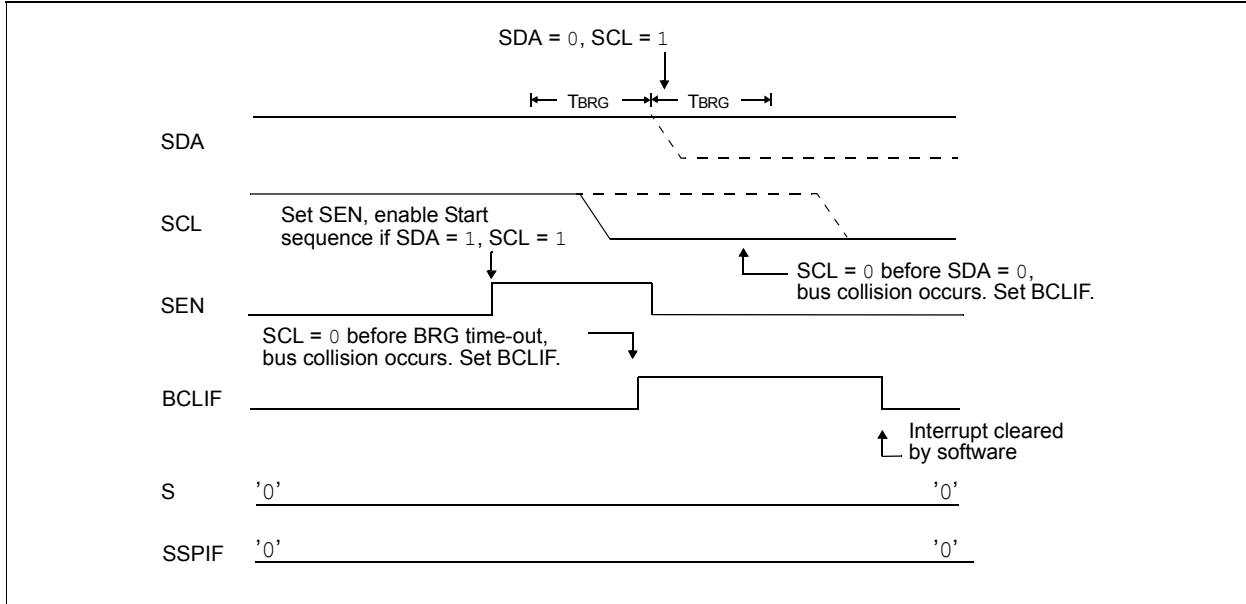 SDA = 0, SCL = 1
TBRG TBRG
SDA
SCL
Set SEN, enable Start
sequence if SDA = 1, SCL = 1
SCL = 0 before SDA = 0,
bus collision occurs. Set BCLIF.
SEN
SCL = 0 before BRG time-out,
bus collision occurs. Set BCLIF.
BCLIF
Interrupt cleared
by software
S '0' '0'
SSPIF '0' '0'